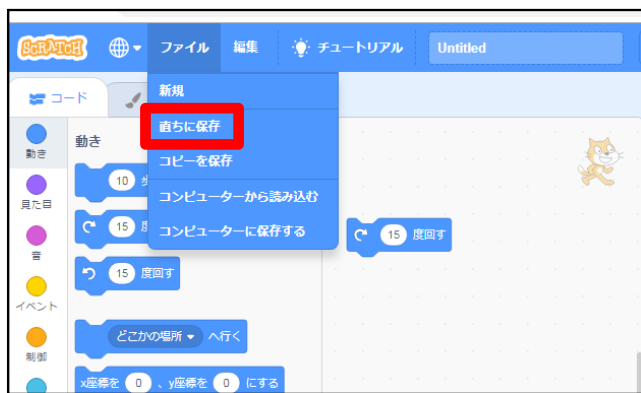 SCRATCH ファイル 編集 チュートリアル Untitled
コード
新規
直ちに保存
コピーを保存
コンピューターから読み込む
コンピューターに保存する
動き
動き
見た目
音
イベント
制御
10 歩
15 度
15 度回す
どこかの場所 へ行く
x座標を 0 、y座標を 0 にする
15 度回す